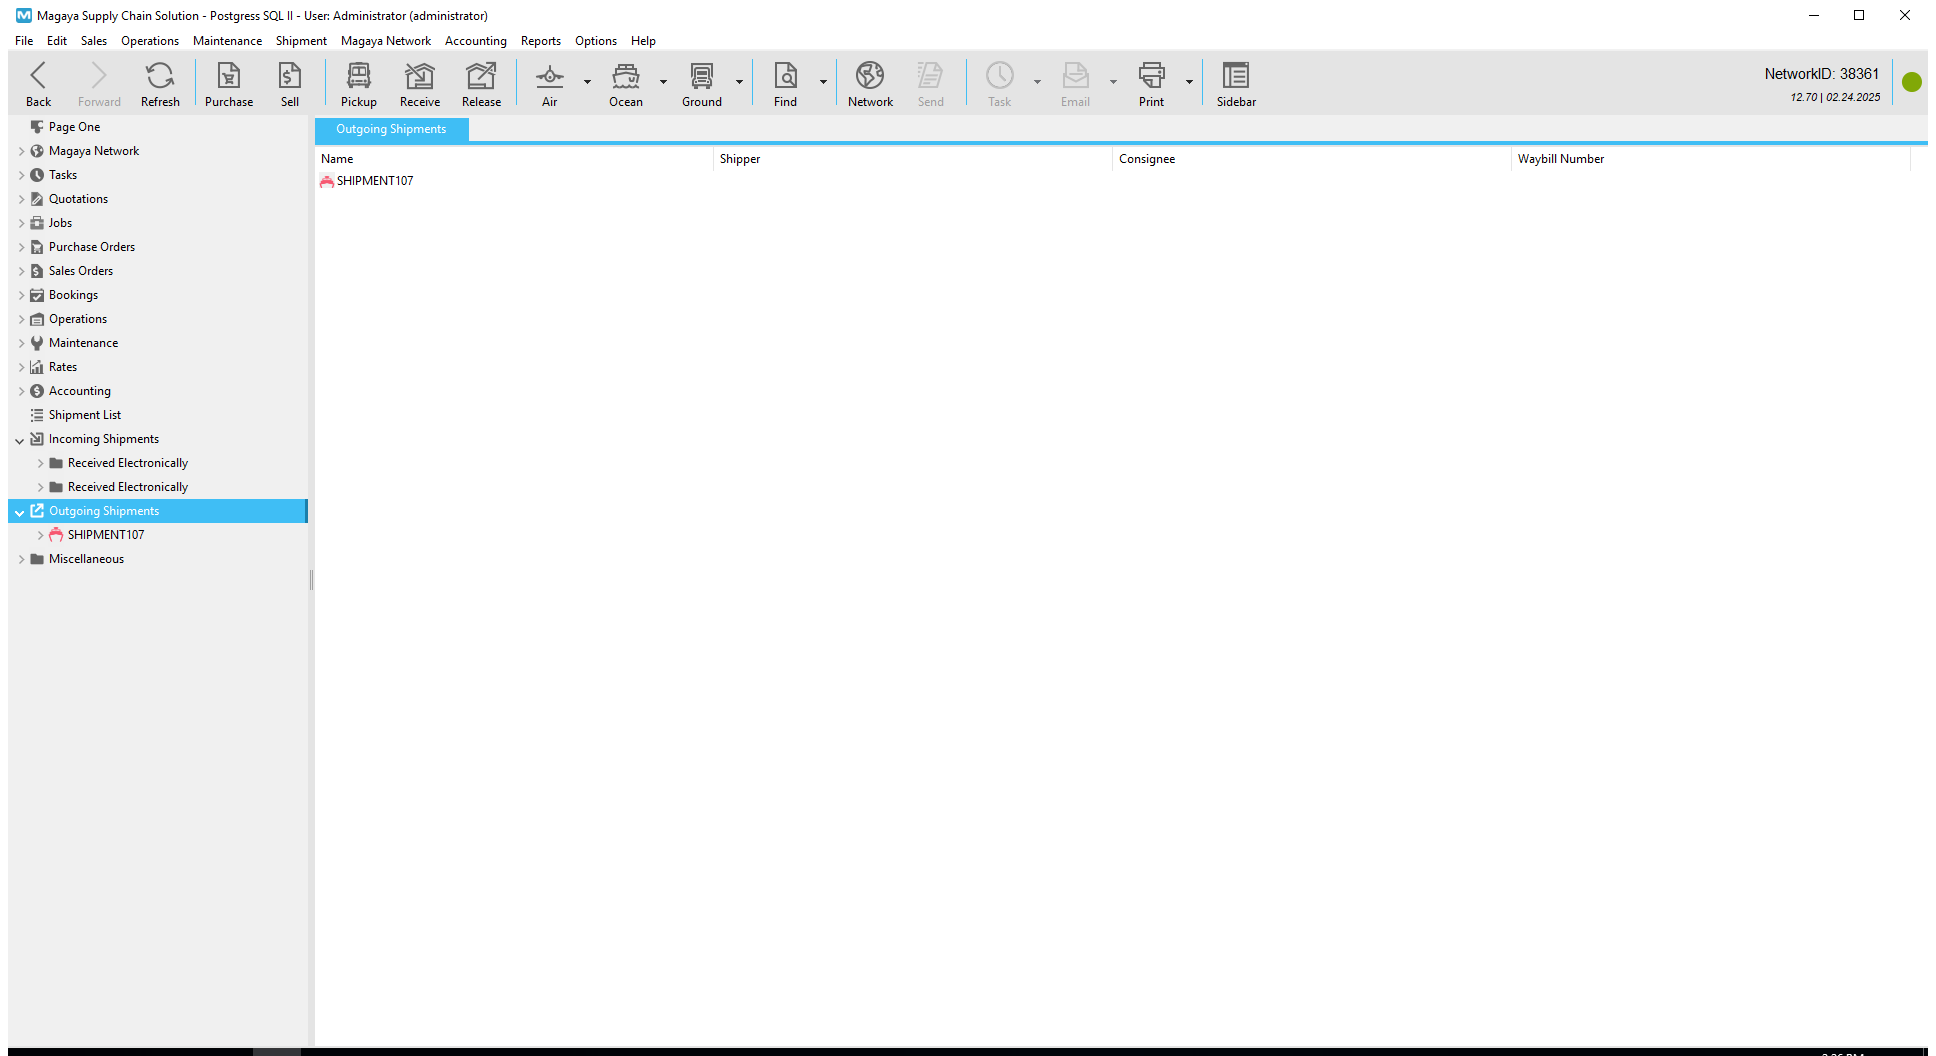 Magaya Supply Chain Solution - Postgress SQL II - User: Administrator (administrator)
File Edit Sales Operations Maintenance Shipment Magaya Network Accounting Reports Options Help
Back Forward Refresh Purchase Sell Pickup Receive Release Air Ocean Ground Find Network Send Task Email Print Sidebar
NetworkID: 38361
12.70 | 02.24.2025
Page One
Magaya Network
Tasks
Quotations
Jobs
Purchase Orders
Sales Orders
Bookings
Operations
Maintenance
Rates
Accounting
Shipment List
Incoming Shipments
Received Electronically
Received Electronically
Outgoing Shipments
SHIPMENT107
Miscellaneous
Outgoing Shipments
Name Shipper Consignee Waybill Number
SHIPMENT107